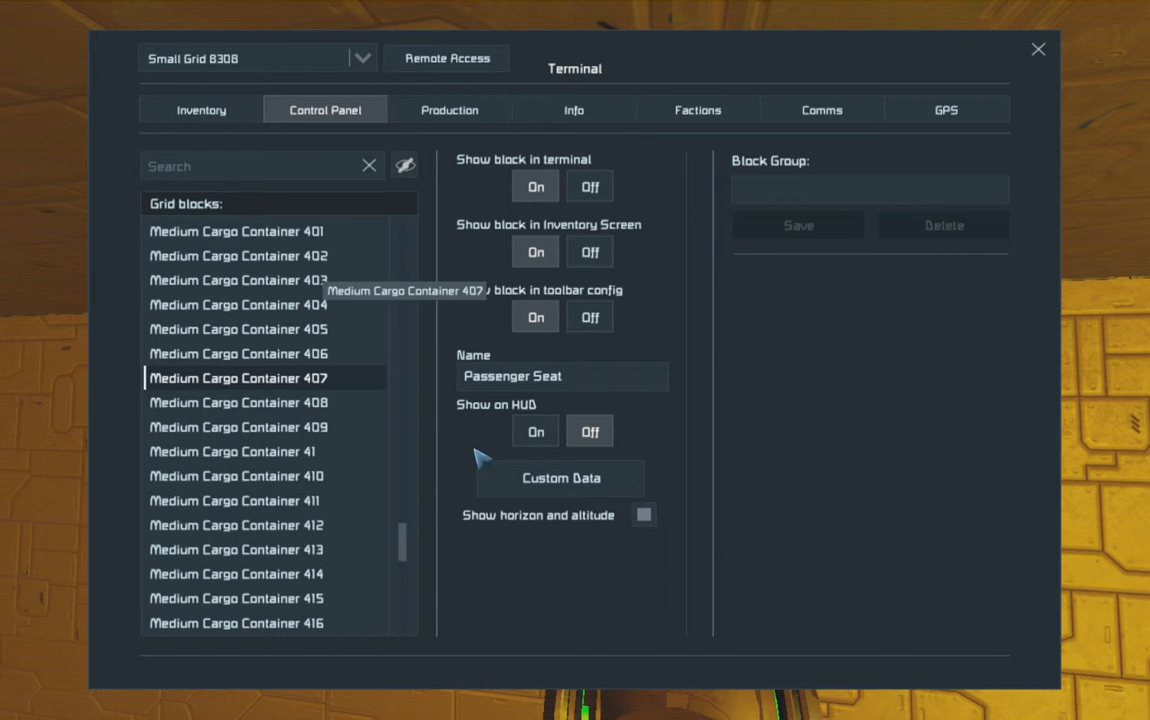 Small Grid 8308
Remote Access
Terminal
Inventory
Control Panel
Production
Info
Factions
Comms
GPS
Search
Grid blocks:
Medium Cargo Container 401
Medium Cargo Container 402
Medium Cargo Container 403
Medium Cargo Container 404
Medium Cargo Container 405
Medium Cargo Container 406
Medium Cargo Container 407
Medium Cargo Container 408
Medium Cargo Container 409
Medium Cargo Container 41
Medium Cargo Container 410
Medium Cargo Container 411
Medium Cargo Container 412
Medium Cargo Container 413
Medium Cargo Container 414
Medium Cargo Container 415
Medium Cargo Container 416
Medium Cargo Container 407
Show block in terminal
On Off
Show block in Inventory Screen
On Off
block in toolbar config
On Off
Name
Passenger Seat
Show on HUD
On Off
Custom Data
Show horizon and altitude
Block Group:
Save
Delete